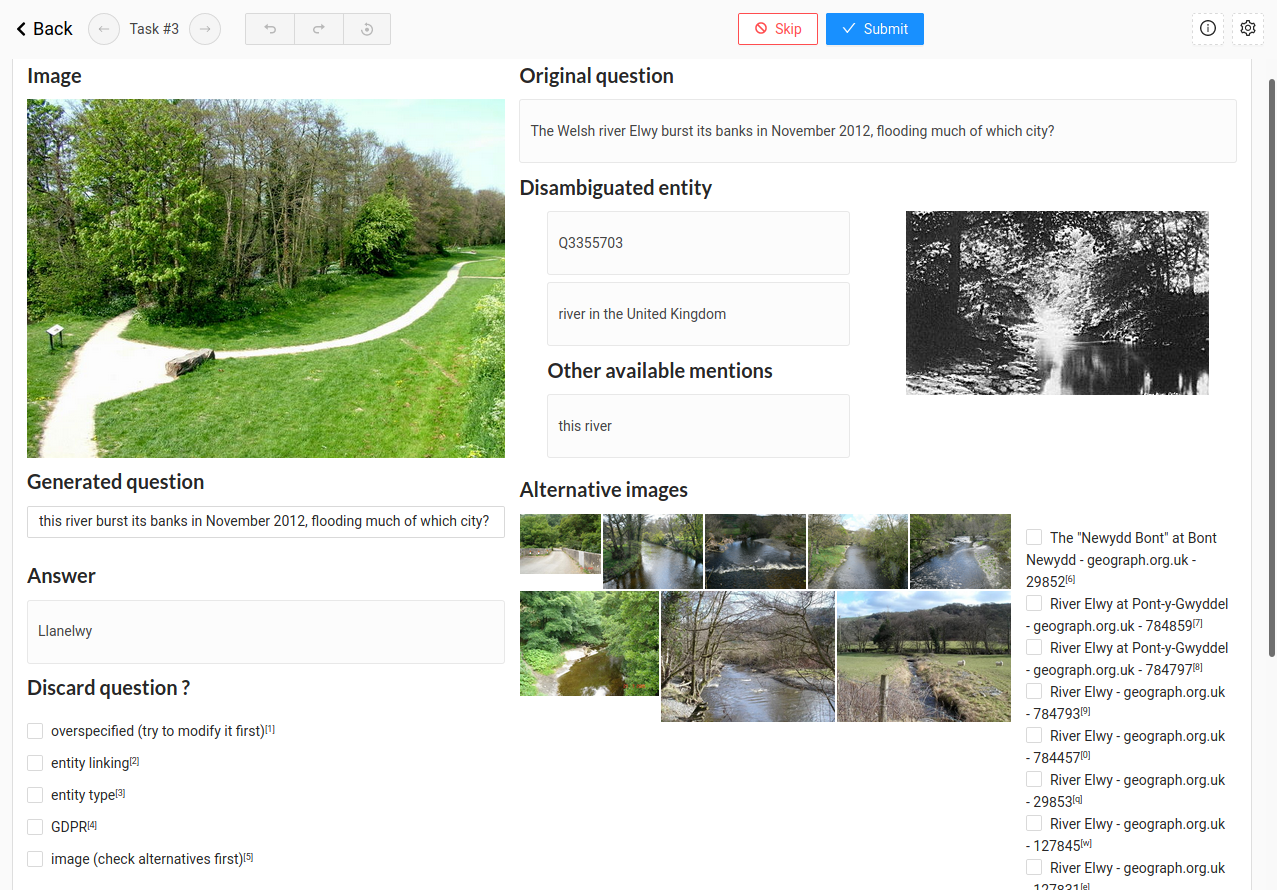 Back
Task #3
Skip
Submit
Image
Original question
The Welsh river Elwy burst its banks in November 2012, flooding much of which city?
Disambiguated entity
Q3355703
river in the United Kingdom
Other available mentions
this river
Generated question
this river burst its banks in November 2012, flooding much of which city?
Answer
Llanelwy
Discard question ?
overspecified (try to modify it first)[1]
entity linking[2]
entity type[3]
GDPR[4]
image (check alternatives first)[5]
Alternative images
The "Newydd Bont" at Bont
Newydd - geograph.org.uk -
29852[6]
River Elwy at Pont-y-Gwyddel
- geograph.org.uk - 784859[7]
River Elwy at Pont-y-Gwyddel
- geograph.org.uk - 784797[8]
River Elwy - geograph.org.uk
- 784793[9]
River Elwy - geograph.org.uk
- 784457[0]
River Elwy - geograph.org.uk
- 29853[q]
River Elwy - geograph.org.uk
- 127845[w]
River Elwy - geograph.org.uk
- 127831[e]